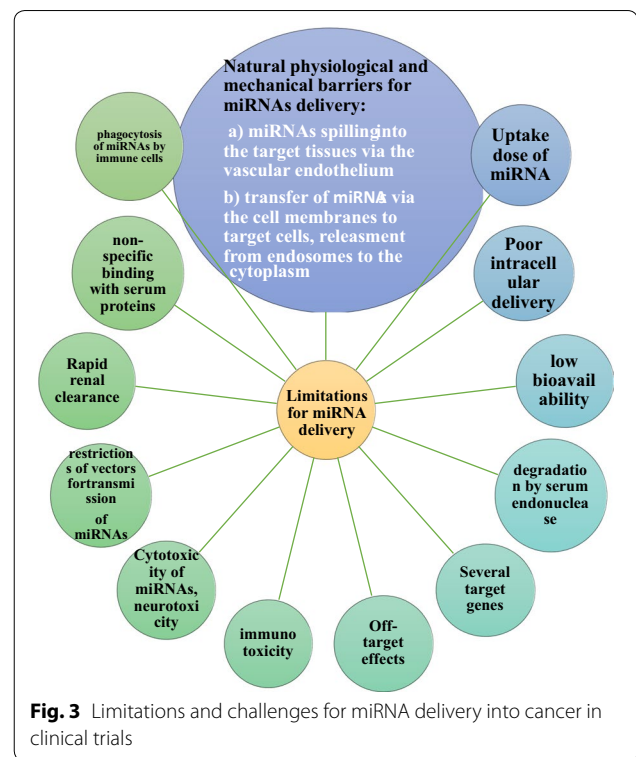 Natural physiological and
mechanical barriers for
miRNAs delivery:
a) miRNAs spilling into
the target tissues via the
vascular endothelium
b) transfer of miRNA via
the cell membranes to
target cells, releasment
from endosomes to the
cytoplasm
Uptake
dose of
miRNA
Poor
intracell
ular
delivery
low
bioavail
ability
degradatio
n by serum
endonuclea
se
Several
target
genes
Off-
target
effects
immuno
toxicity
Cytotoxic
ity of
miRNAs,
neurotoxi
city
restriction
s of vectors
fortransmi
ssion
of
miRNAs
Rapid
renal
clearance
non-
specific
binding
with serum
proteins
phagocytosis
of miRNAs by
immune cells
Limitations
for miRNA
delivery
Fig. 3 Limitations and challenges for miRNA delivery into cancer in
clinical trials